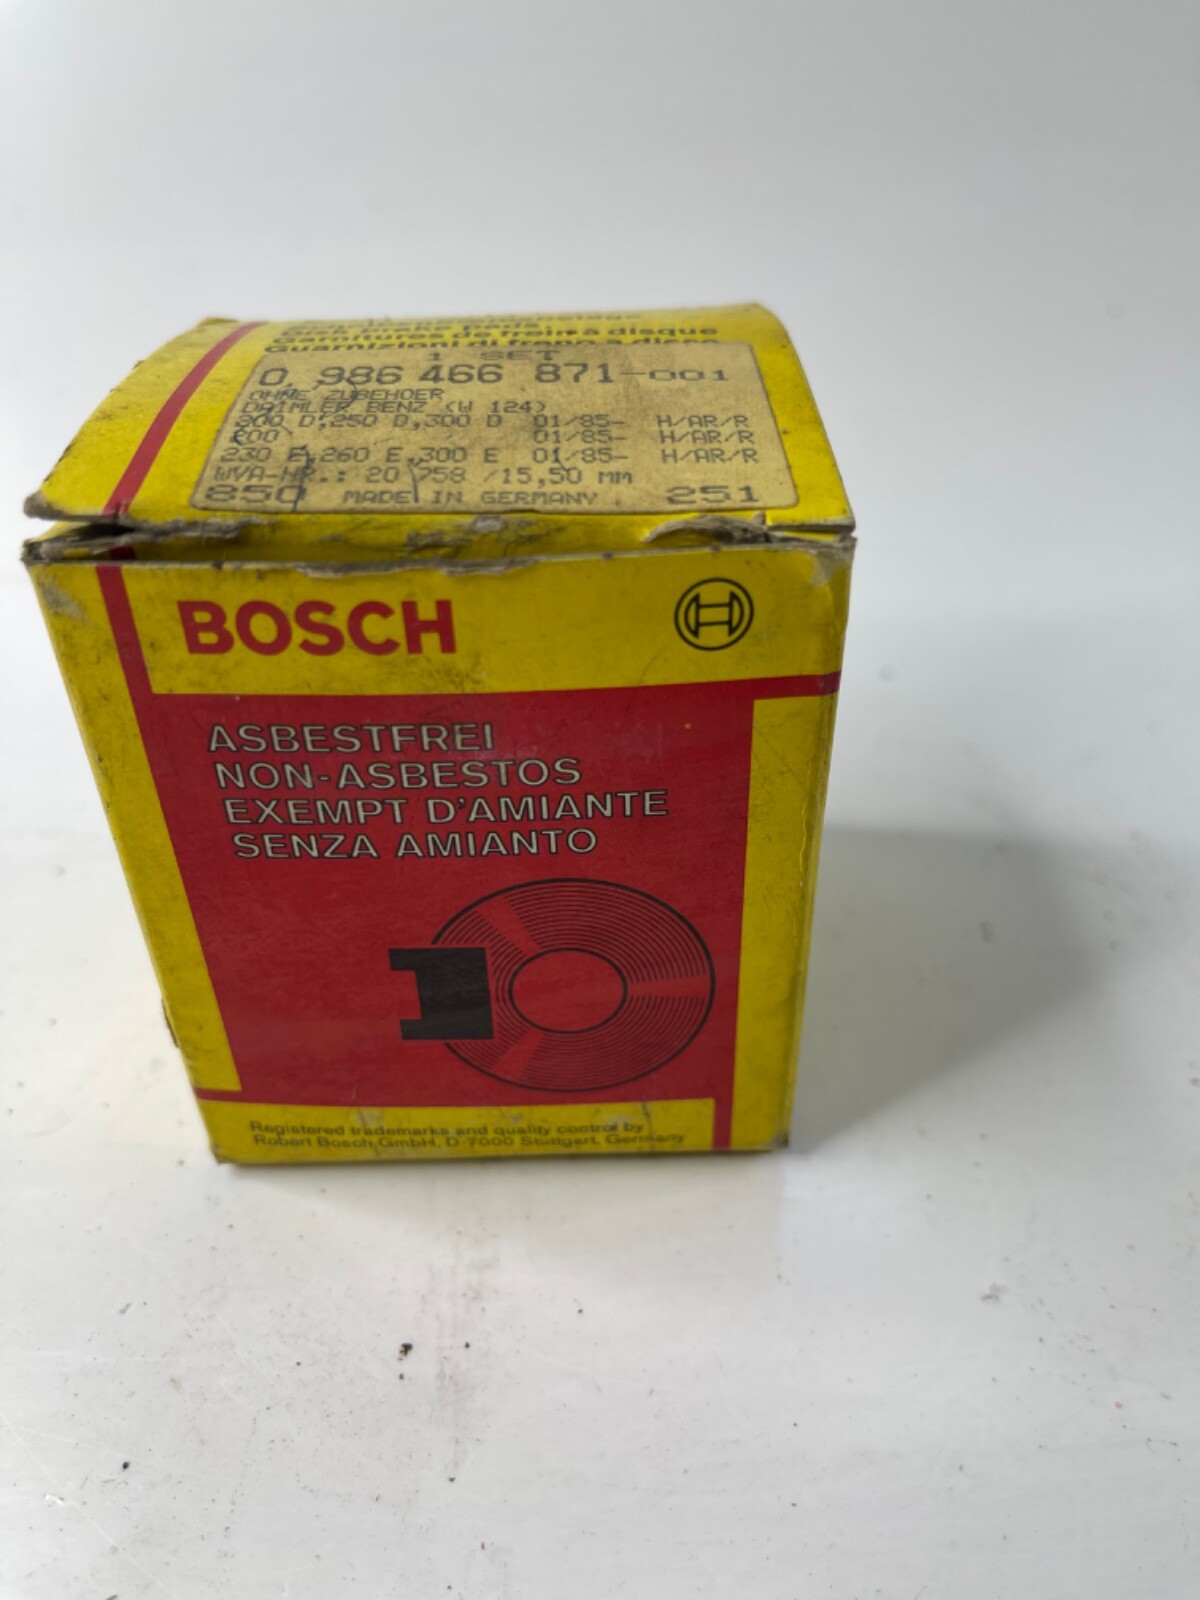 Disc brake pads
Garnitures de frein à disque
Guarnizioni di freno a disco
1 SET
0 986 466 871-001
OHNE ZUBEHOER
DAIMLER BENZ (W 124)
200 D,250 D,300 D 01/85- H/AR/R
200 01/85- H/AR/R
230 E,260 E,300 E 01/85- H/AR/R
WVA-NR.: 20 758 /15,50 MM
850 MADE IN GERMANY 251
BOSCH
ASBESTFREI
NON-ASBESTOS
EXEMPT D'AMIANTE
SENZA AMIANTO
Registered trademarks and quality control by
Robert Bosch GmbH, D-7000 Stuttgart, Germany